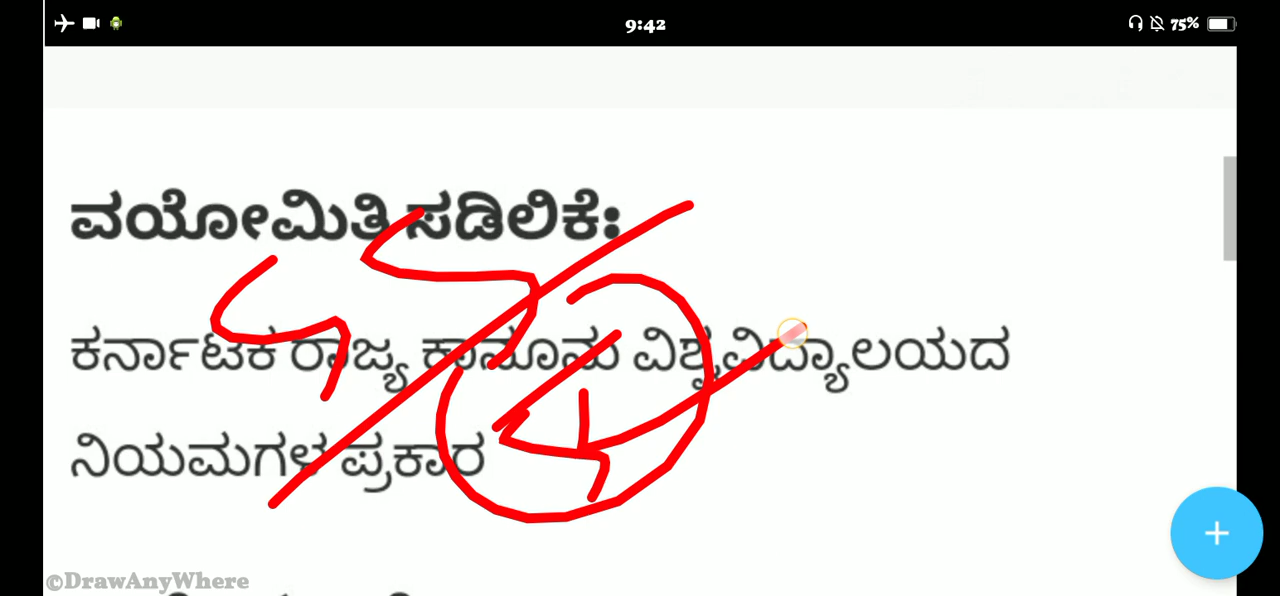 9:42
75%
ವಯೋಮಿತಿ ಸಡಿಲಿಕೆಃ
ಕರ್ನಾಟಕ ರಾಜ್ಯ ಕಾನೂನು ವಿಶ್ವವಿದ್ಯಾಲಯದ
ನಿಯಮಗಳ ಪ್ರಕಾರ
©DrawAnyWhere